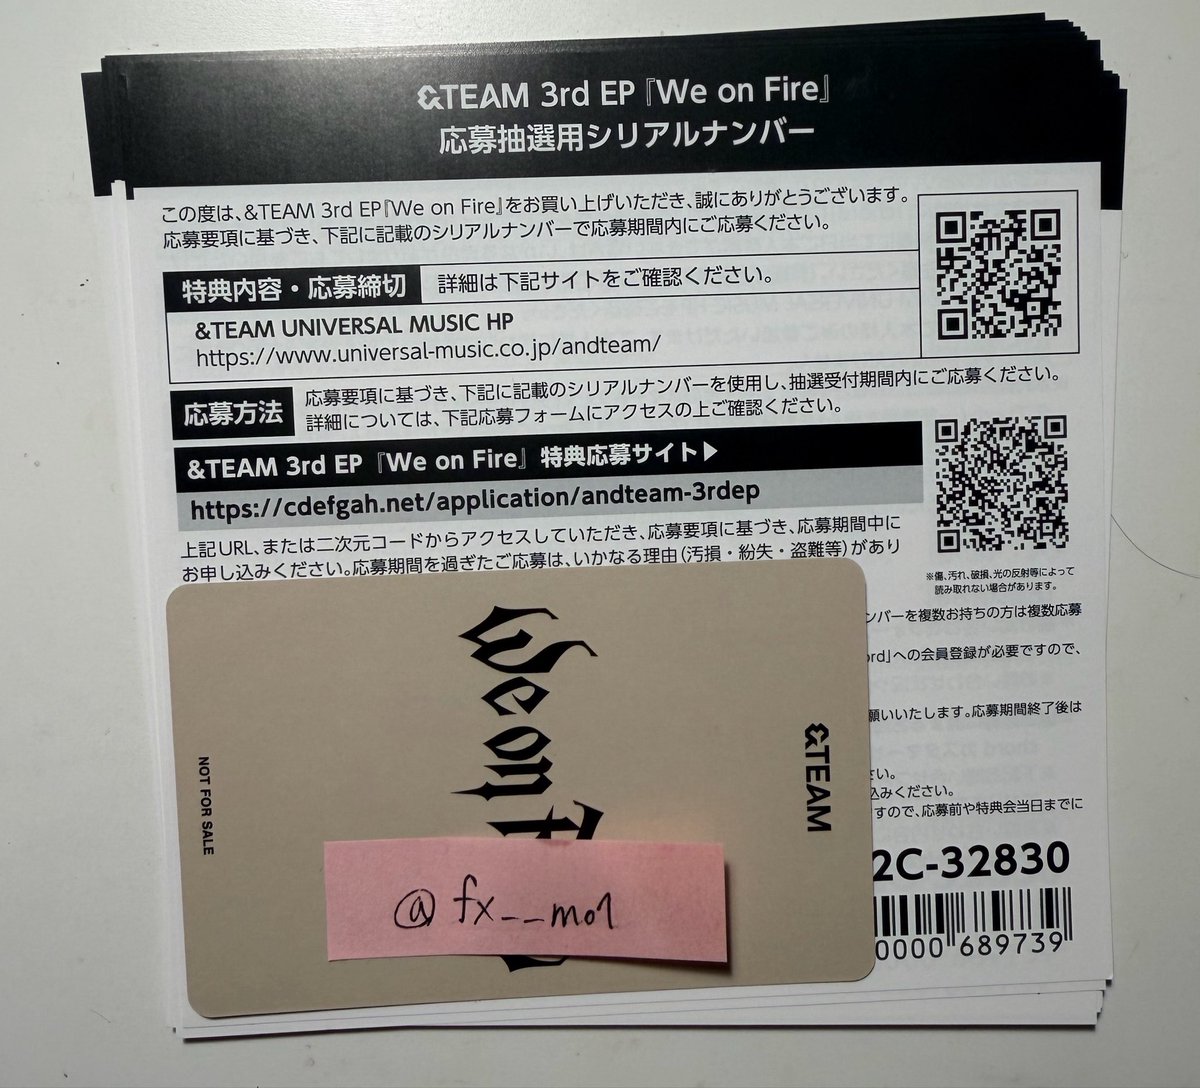 &TEAM 3rd EP『We on Fire』
応募抽選用シリアルナンバー
この度は、&TEAM 3rd EP『We on Fire』をお買い上げいただき、誠にありがとうございます。
応募要項に基づき、下記に記載のシリアルナンバーで応募期間内にご応募ください。
特典内容・応募締切
詳細は下記サイトをご確認ください。
&TEAM UNIVERSAL MUSIC HP
https://www.universal-music.co.jp/andteam/
応募方法
応募要項に基づき、下記に記載のシリアルナンバーを使用し、抽選受付期間内にご応募ください。
詳細については、下記応募フォームにアクセスの上ご確認ください。
&TEAM 3rd EP『We on Fire』特典応募サイト▶
https://cdefgah.net/application/andteam-3rdep
上記URL、または二次元コードからアクセスしていただき、応募要項に基づき、応募期間中に
お申し込みください。応募期間を過ぎたご応募は、いかなる理由（汚損・紛失・盗難等）があり
※傷、汚れ、破損、光の反射等によって
読み取れない場合があります。
ンバーを複数お持ちの方は複数応募
ord」への会員登録が必要ですので、
願いいたします。応募期間終了後は
さい。
込みください。
すので、応募前や特典会当日までに
2C-32830
0000 689739
We on F
&TEAM
NOT FOR SALE
@fx__mo1